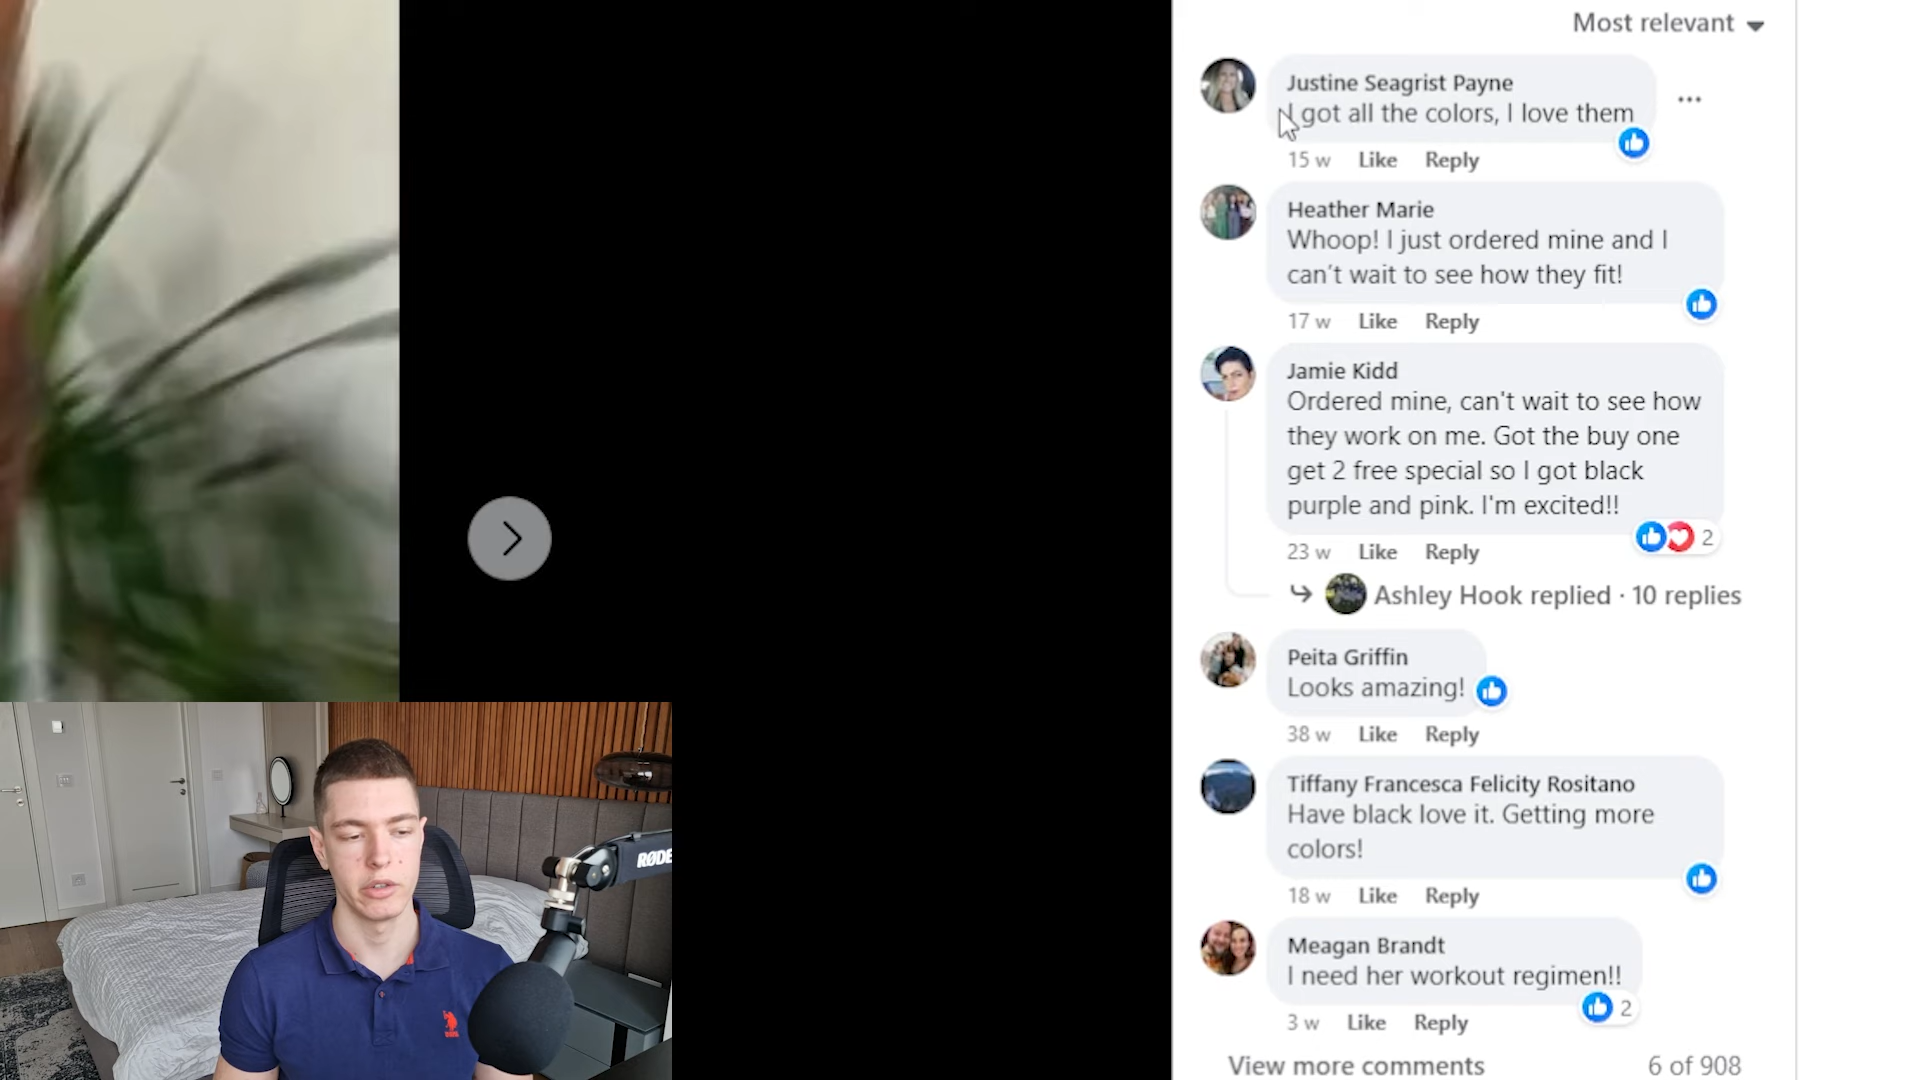 Most relevant
Justine Seagrist Payne
I got all the colors, I love them
15 w Like Reply
Heather Marie
Whoop! I just ordered mine and I
can't wait to see how they fit!
17 w Like Reply
Jamie Kidd
Ordered mine, can't wait to see how
they work on me. Got the buy one
get 2 free special so I got black
purple and pink. I'm excited!!
2
23 w Like Reply
Ashley Hook replied · 10 replies
Peita Griffin
Looks amazing!
38 w Like Reply
Tiffany Francesca Felicity Rositano
Have black love it. Getting more
colors!
18 w Like Reply
Meagan Brandt
I need her workout regimen!!
2
3 w Like Reply
View more comments 6 of 908
RØDE